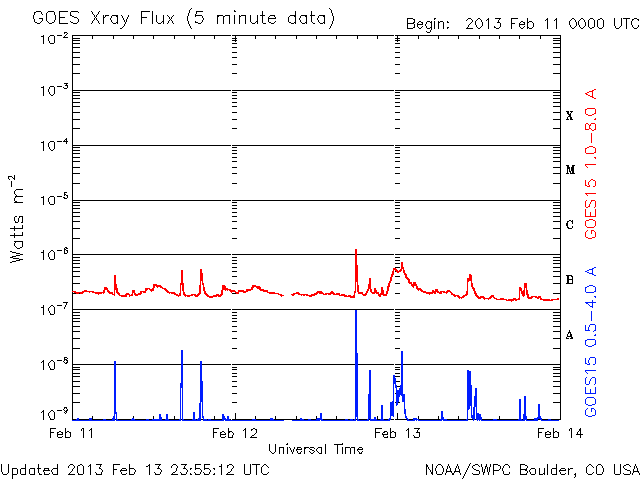 GOES Xray Flux (5 minute data)
Begin: 2013 Feb 11 0000 UTC
10⁻²
10⁻³
10⁻⁴
10⁻⁵
10⁻⁶
10⁻⁷
10⁻⁸
10⁻⁹
Watts m⁻²
X
M
C
B
A
GOES15 1.0-8.0 A
GOES15 0.5-4.0 A
Feb 11
Feb 12
Feb 13
Feb 14
Universal Time
Updated 2013 Feb 13 23:55:12 UTC
NOAA/SWPC Boulder, CO USA